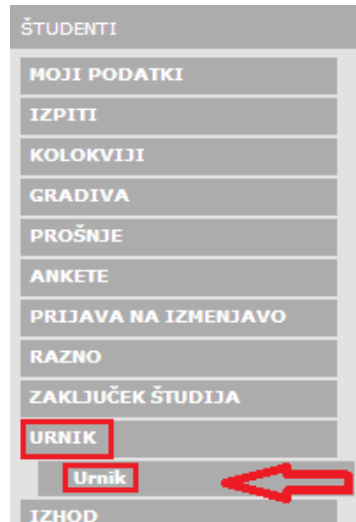 ŠTUDENTI
MOJI PODATKI
IZPITI
KOLOKVIJI
GRADIVA
PROŠNJE
ANKETE
PRIJAVA NA IZMENJAVO
RAZNO
ZAKLJUČEK ŠTUDIJA
URNIK
Urnik
IZHOD